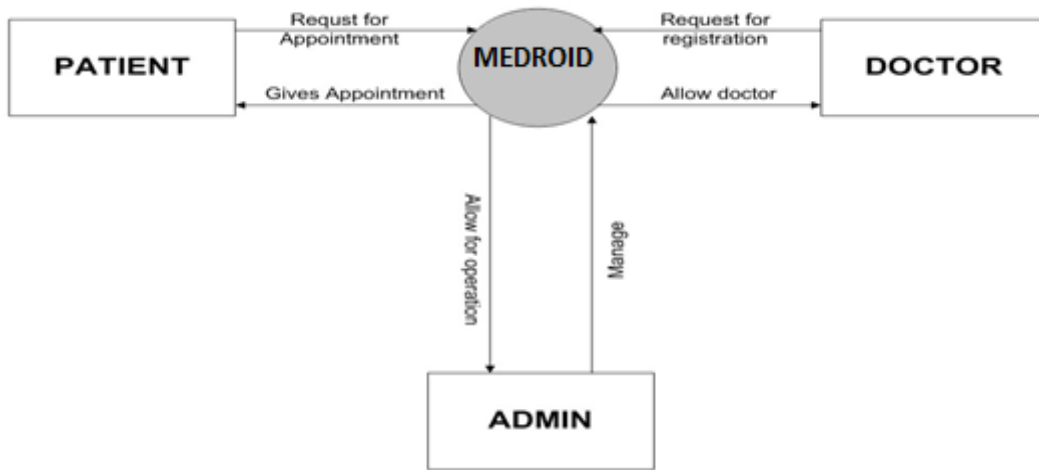 Requst for
Appointment
Request for
registration
PATIENT
MEDROID
DOCTOR
Gives Appointment
Allow doctor
Allow for operation
Manage
ADMIN